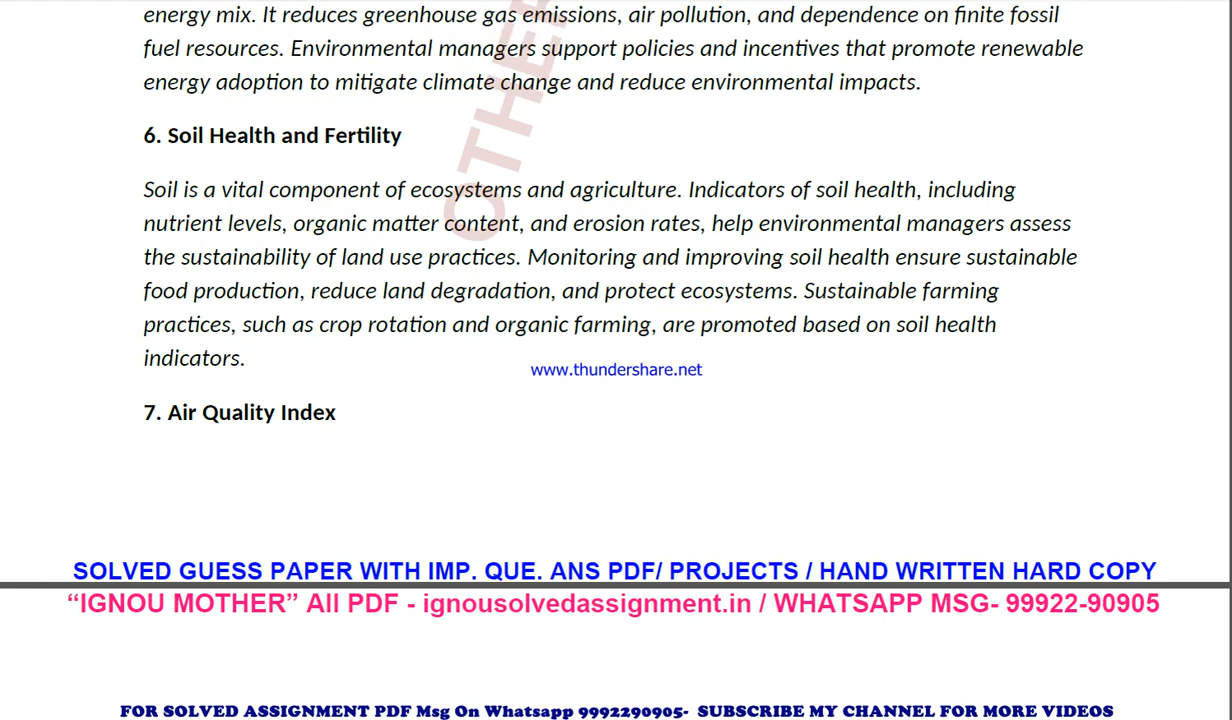 energy mix. It reduces greenhouse gas emissions, air pollution, and dependence on finite fossil
fuel resources. Environmental managers support policies and incentives that promote renewable
energy adoption to mitigate climate change and reduce environmental impacts.
6. Soil Health and Fertility
Soil is a vital component of ecosystems and agriculture. Indicators of soil health, including
nutrient levels, organic matter content, and erosion rates, help environmental managers assess
the sustainability of land use practices. Monitoring and improving soil health ensure sustainable
food production, reduce land degradation, and protect ecosystems. Sustainable farming
practices, such as crop rotation and organic farming, are promoted based on soil health
indicators.
www.thundershare.net
7. Air Quality Index
SOLVED GUESS PAPER WITH IMP. QUE. ANS PDF/ PROJECTS / HAND WRITTEN HARD COPY
“IGNOU MOTHER” All PDF - ignousolvedassignment.in / WHATSAPP MSG- 99922-90905
FOR SOLVED ASSIGNMENT PDF Msg On Whatsapp 9992290905- SUBSCRIBE MY CHANNEL FOR MORE VIDEOS
OTHER